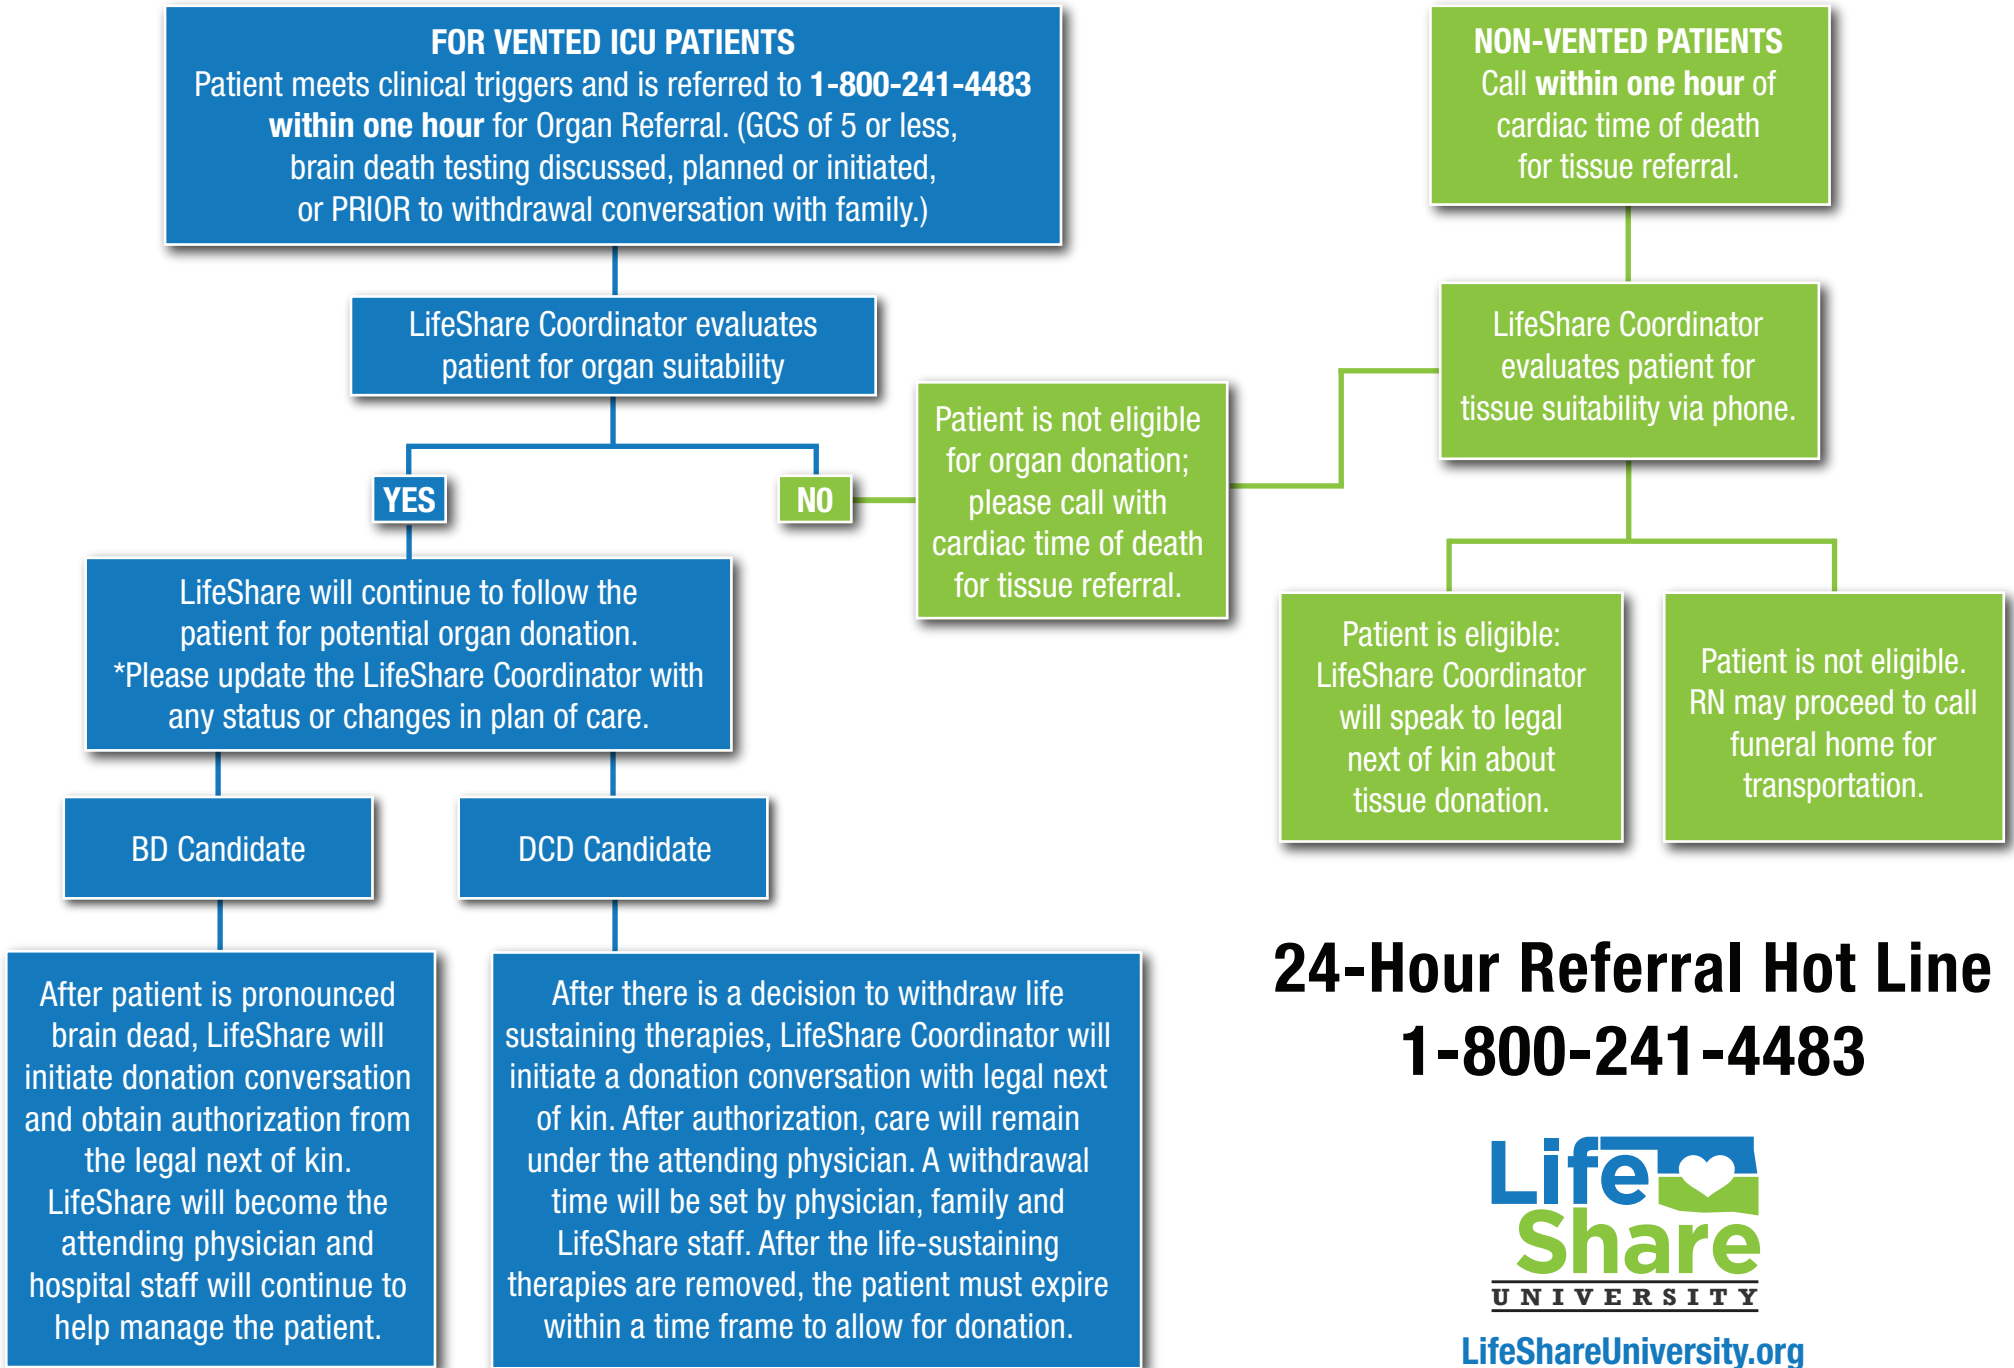 FOR VENTED ICU PATIENTS
Patient meets clinical triggers and is referred to 1-800-241-4483
within one hour for Organ Referral. (GCS of 5 or less,
brain death testing discussed, planned or initiated,
or PRIOR to withdrawal conversation with family.)
LifeShare Coordinator evaluates
patient for organ suitability
YES
NO
Patient is not eligible
for organ donation;
please call with
cardiac time of death
for tissue referral.
LifeShare will continue to follow the
patient for potential organ donation.
*Please update the LifeShare Coordinator with
any status or changes in plan of care.
BD Candidate
DCD Candidate
After patient is pronounced
brain dead, LifeShare will
initiate donation conversation
and obtain authorization from
the legal next of kin.
LifeShare will become the
attending physician and
hospital staff will continue to
help manage the patient.
After there is a decision to withdraw life
sustaining therapies, LifeShare Coordinator will
initiate a donation conversation with legal next
of kin. After authorization, care will remain
under the attending physician. A withdrawal
time will be set by physician, family and
LifeShare staff. After the life-sustaining
therapies are removed, the patient must expire
within a time frame to allow for donation.
NON-VENTED PATIENTS
Call within one hour of
cardiac time of death
for tissue referral.
LifeShare Coordinator
evaluates patient for
tissue suitability via phone.
Patient is eligible:
LifeShare Coordinator
will speak to legal
next of kin about
tissue donation.
Patient is not eligible.
RN may proceed to call
funeral home for
transportation.
24-Hour Referral Hot Line
1-800-241-4483
Life
Share
UNIVERSITY
LifeShareUniversity.org